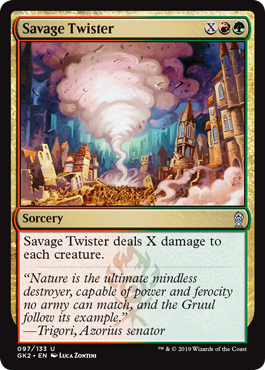 Savage Twister
X
Sorcery
Savage Twister deals X damage to
each creature.
“Nature is the ultimate mindless
destroyer, capable of power and ferocity
no army can match, and the Gruul
follow its example.”
—Trigori, Azorius senator
097/133 U
GK2 • EN Luca Zontini
™ & © 2019 Wizards of the Coast